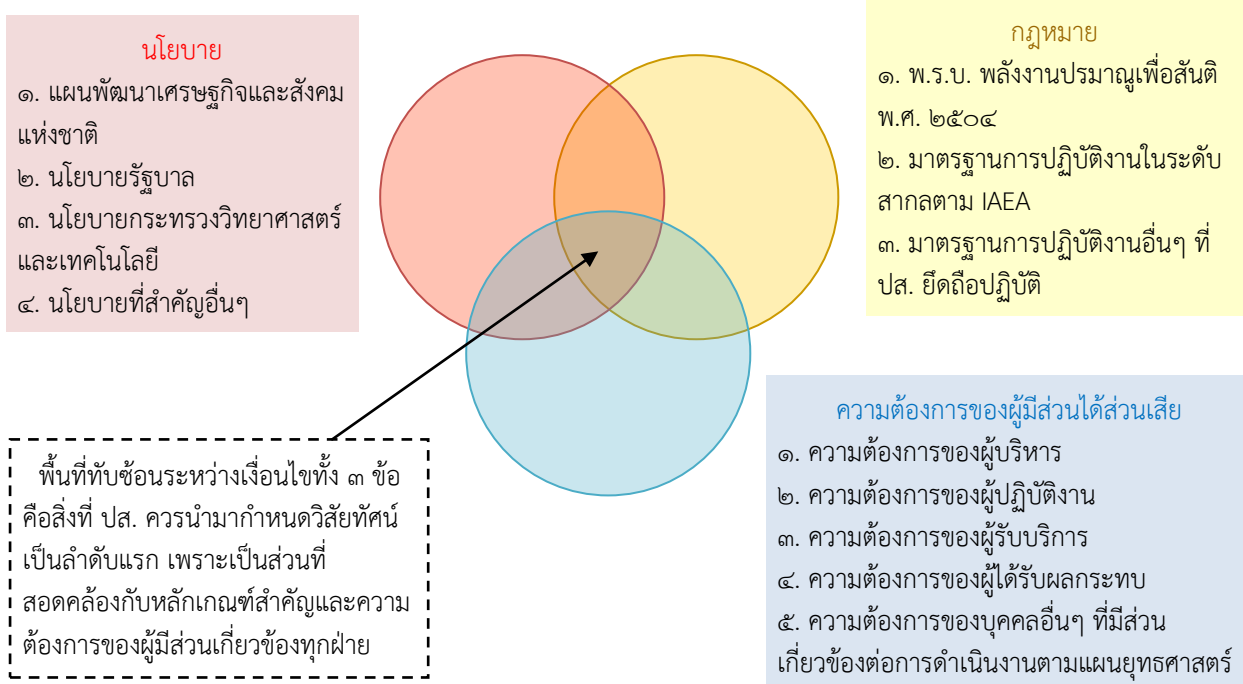 นโยบาย
๑. แผนพัฒนาเศรษฐกิจและสังคม
แห่งชาติ
๒. นโยบายรัฐบาล
๓. นโยบายกระทรวงวิทยาศาสตร์
และเทคโนโลยี
๔. นโยบายที่สำคัญอื่นๆ
กฎหมาย
๑. พ.ร.บ. พลังงานปรมาณูเพื่อสันติ
พ.ศ. ๒๕๐๔
๒. มาตรฐานการปฏิบัติงานในระดับ
สากลตาม IAEA
๓. มาตรฐานการปฏิบัติงานอื่นๆ ที่
ปส. ยึดถือปฏิบัติ
พื้นที่ทับซ้อนระหว่างเงื่อนไขทั้ง ๓ ข้อ
คือสิ่งที่ ปส. ควรนำมากำหนดวิสัยทัศน์
เป็นลำดับแรก เพราะเป็นส่วนที่
สอดคล้องกับหลักเกณฑ์สำคัญและความ
ต้องการของผู้มีส่วนเกี่ยวข้องทุกฝ่าย
ความต้องการของผู้มีส่วนได้ส่วนเสีย
๑. ความต้องการของผู้บริหาร
๒. ความต้องการของผู้ปฏิบัติงาน
๓. ความต้องการของผู้รับบริการ
๔. ความต้องการของผู้ได้รับผลกระทบ
๕. ความต้องการของบุคคลอื่นๆ ที่มีส่วน
เกี่ยวข้องต่อการดำเนินงานตามแผนยุทธศาสตร์